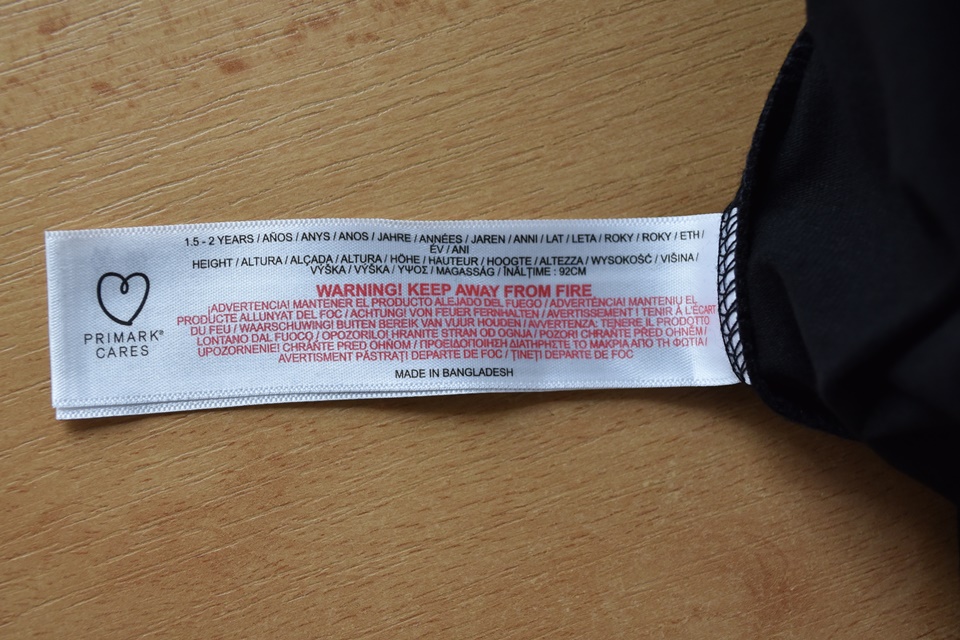 PRIMARK®
CARES
1.5 - 2 YEARS / AÑOS / ANYS / ANOS / JAHRE / ANNÉES / JAREN / ANNI / LAT / LETA / ROKY / ROKY / ΕΤΗ /
ÉV / ANI
HEIGHT / ALTURA / ALÇADA / ALTURA / HÖHE / HAUTEUR / HOOGTE / ALTEZZA / WYSOKOŚĆ / VIŠINA /
VÝŠKA / VÝŠKA / ΥΨΟΣ / MAGASSÁG / ÎNĂLȚIME : 92CM
WARNING! KEEP AWAY FROM FIRE
¡ADVERTENCIA! MANTENER EL PRODUCTO ALEJADO DEL FUEGO / ADVERTÈNCIA! MANTENIU EL
PRODUCTE ALLUNYAT DEL FOC / ACHTUNG! VON FEUER FERNHALTEN / AVERTISSEMENT ! TENIR À L'ÉCART
DU FEU / WAARSCHUWING! BUITEN BEREIK VAN VUUR HOUDEN / AVVERTENZA: TENERE IL PRODOTTO
LONTANO DAL FUOCO / OPOZORILO! HRANITE STRAN OD OGNJA / POZOR! CHRAŇTE PŘED OHNĚM /
UPOZORNENIE! CHRÁŇTE PRED OHŇOM / ΠΡΟΕΙΔΟΠΟΙΗΣΗ ΔΙΑΤΗΡΗΣΤΕ ΤΟ ΜΑΚΡΙΑ ΑΠΟ ΤΗ ΦΩΤΙΑ /
AVERTISMENT PĂSTRAȚI DEPARTE DE FOC / ȚINEȚI DEPARTE DE FOC
MADE IN BANGLADESH